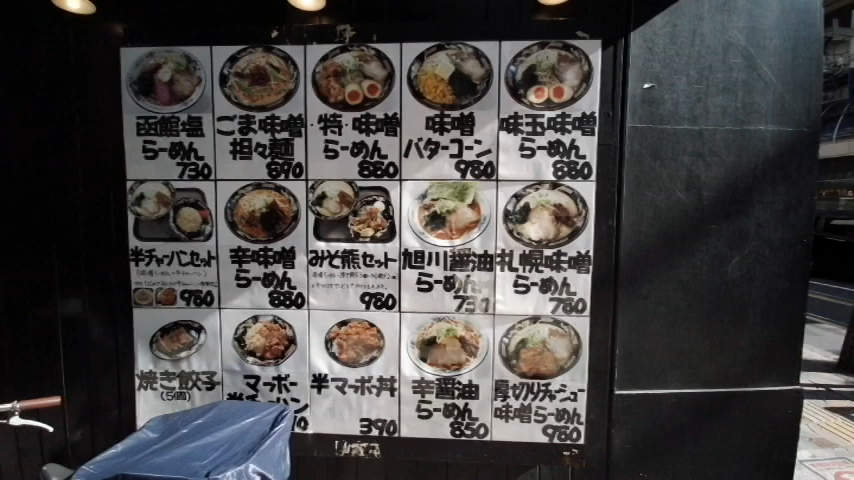 函館塩
らーめん
730
ごま味噌
担々麺
890
特・味噌
らーめん
880
味噌
バターコーン
980
味玉味噌
らーめん
880
半チャーハンセット
980
辛味噌
らーめん
880
みそ熊セット
980
旭川醤油
らーめん
730
札幌味噌
らーめん
780
焼き餃子
(5個)
マーボー
半チャーハン
半マーボ丼
390
辛醤油
らーめん
850
厚切りチャーシュー
味噌らーめん
980